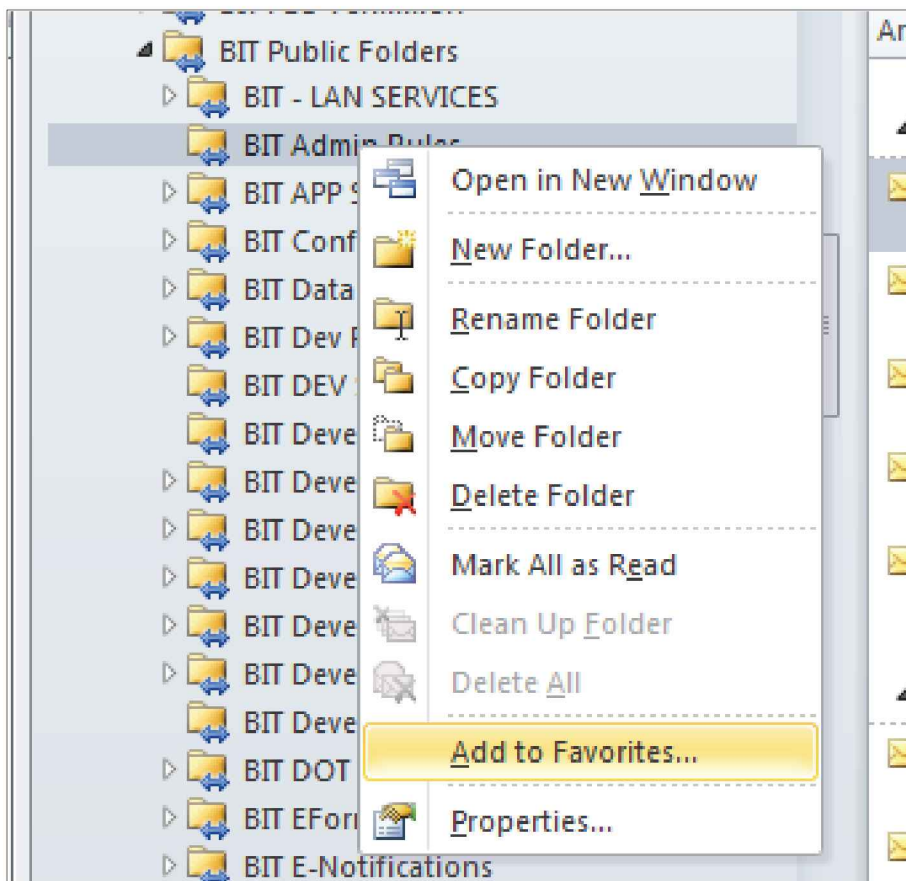 BIT Public Folders
BIT - LAN SERVICES
BIT Admin Rules
BIT APP
BIT Conf
BIT Data
BIT Dev
BIT DEV
BIT Deve
BIT Deve
BIT Deve
BIT Deve
BIT Deve
BIT Deve
BIT Deve
BIT DOT
BIT EFor
BIT E-Notifications
Open in New Window
New Folder...
Rename Folder
Copy Folder
Move Folder
Delete Folder
Mark All as Read
Clean Up Folder
Delete All
Add to Favorites...
Properties...
Ar